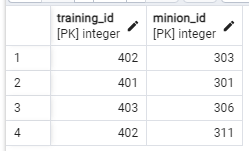 training_id minion_id
[PK] integer [PK] integer
1 402 303
2 401 301
3 403 306
4 402 311